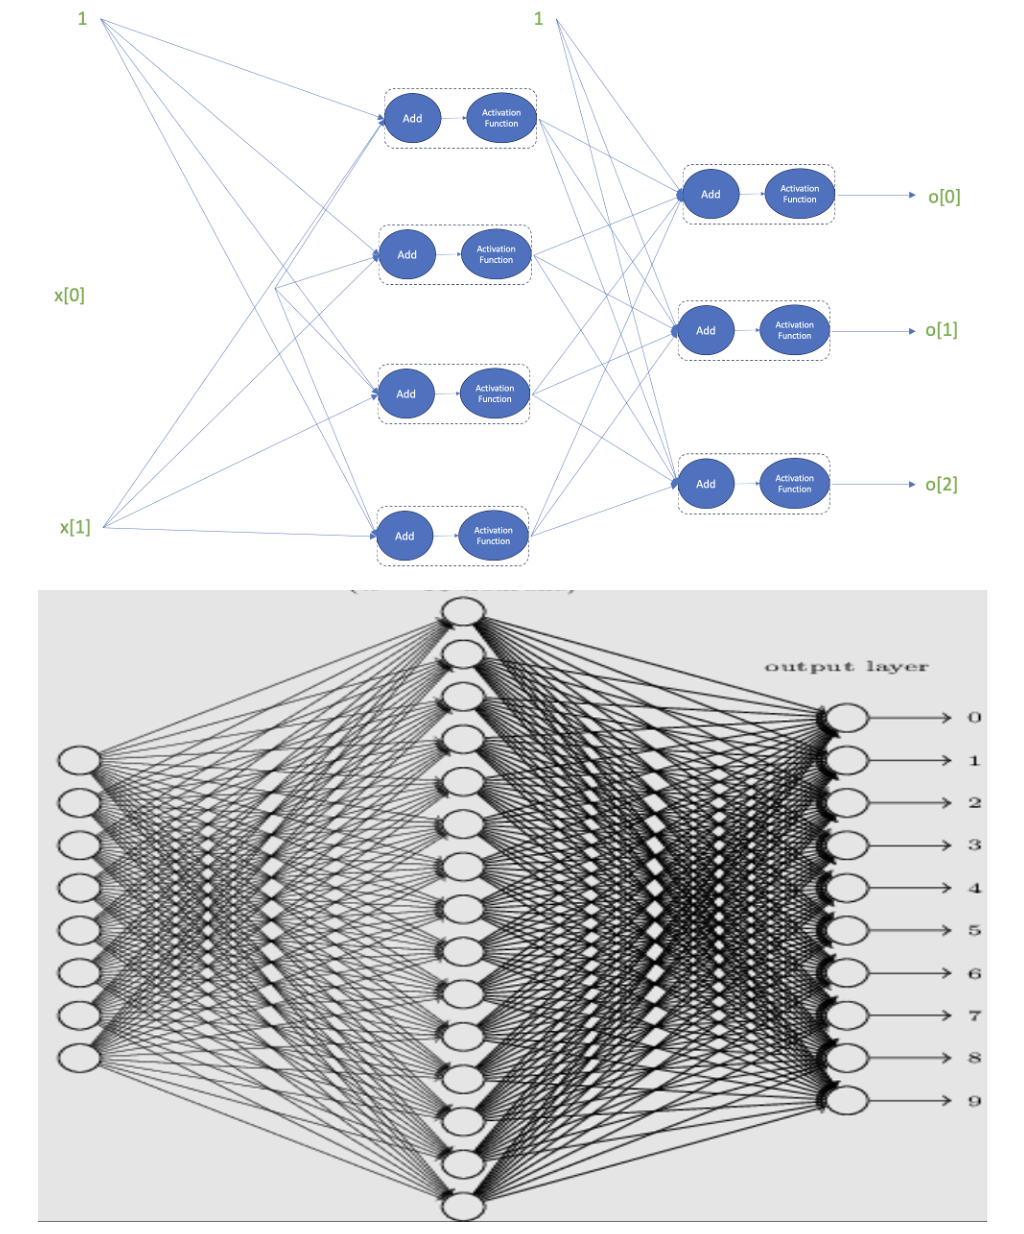 1
1
Add
Activation
Function
Add
Activation
Function
o[0]
Add
Activation
Function
x[0]
Add
Activation
Function
o[1]
Add
Activation
Function
Add
Activation
Function
o[2]
x[1]
Add
Activation
Function
output layer
0
1
2
3
4
5
6
7
8
9